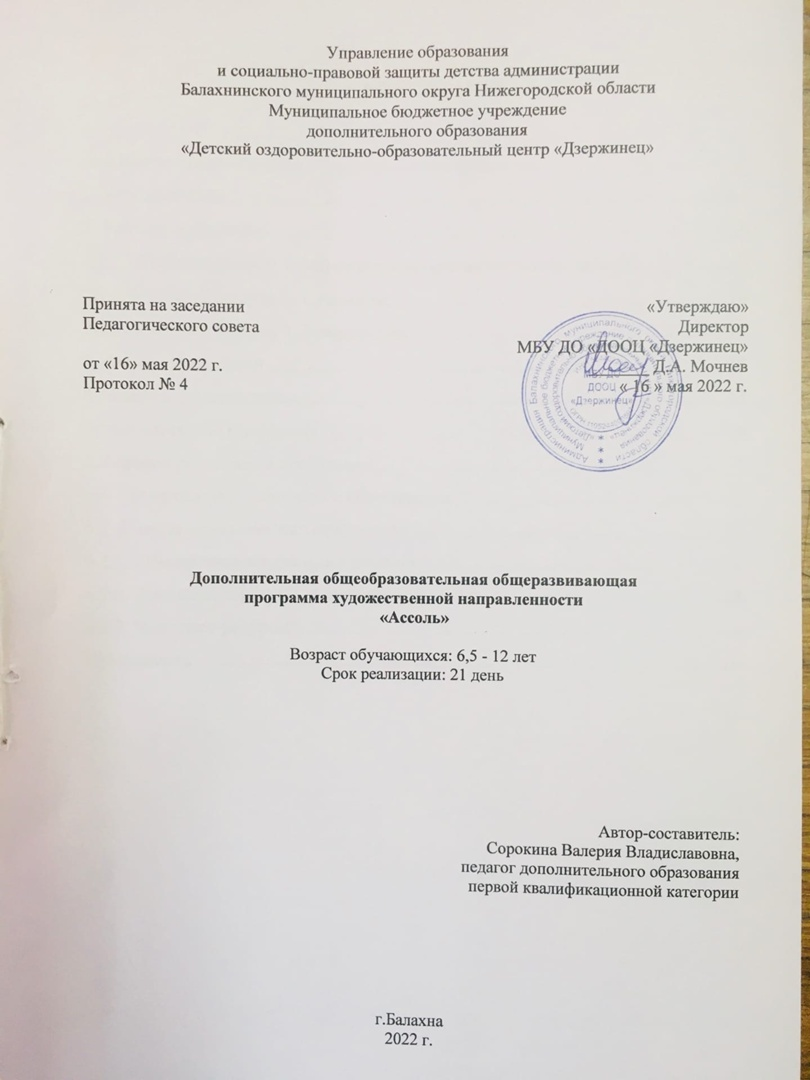 Управление образования
и социально-правовой защиты детства администрации
Балахнинского муниципального округа Нижегородской области
Муниципальное бюджетное учреждение
дополнительного образования
«Детский оздоровительно-образовательный центр «Дзержинец»
Принята на заседании
Педагогического совета
от «16» мая 2022 г.
Протокол № 4
«Утверждаю»
Директор
МБУ ДО «ДООЦ «Дзержинец»
Д.А. Мочнев
« 16 » мая 2022 г.
ДООЦ
«Дзержинец»
Дополнительная общеобразовательная общеразвивающая
программа художественной направленности
«Ассоль»
Возраст обучающихся: 6,5 - 12 лет
Срок реализации: 21 день
Автор-составитель:
Сорокина Валерия Владиславовна,
педагог дополнительного образования
первой квалификационной категории
г.Балахна
2022 г.